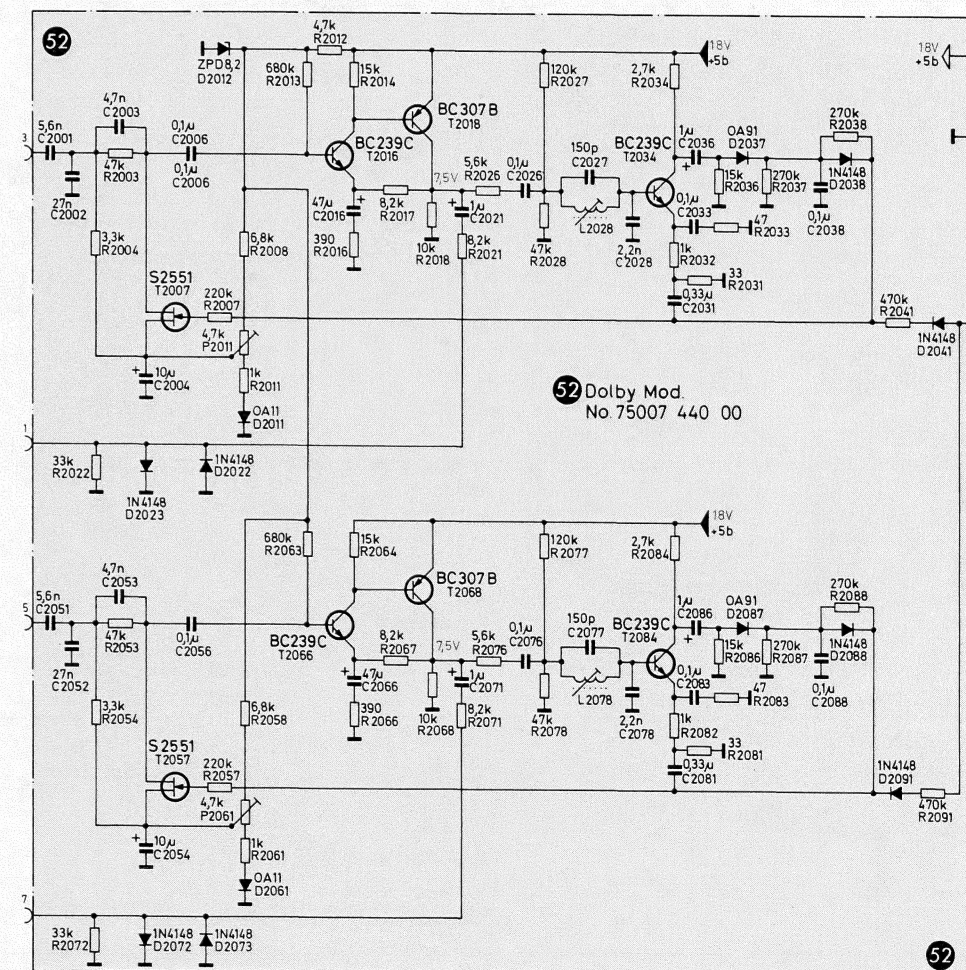 52
4,7k
R2012
ZPD8,2
D2012
680k
R2013
15k
R2014
120k
R2027
2,7k
R2034
18V
+5b
18V
+5b
3
5,6n
C2001
4,7n
C2003
0,1µ
C2006
47k
R2003
0,1µ
C2006
27n
C2002
3,3k
R2004
BC239C
T2016
BC307B
T2018
7,5V
5,6k
R2026
0,1µ
C2026
150p
C2027
L2028
BC239C
T2034
1µ
C2036
OA91
D2037
270k
R2038
1N4148
D2038
15k
R2036
270k
R2037
0,1µ
C2038
0,1µ
C2033
47
R2033
47µ
C2016
8,2k
R2017
1µ
C2021
390
R2016
10k
R2018
8,2k
R2021
47k
R2028
2,2n
C2028
1k
R2032
33
R2031
0,33µ
C2031
6,8k
R2008
S2551
T2007
220k
R2007
4,7k
P2011
10µ
C2004
1k
R2011
OA11
D2011
470k
R2041
1N4148
D2041
52 Dolby Mod.
No. 75007 440 00
1
33k
R2022
1N4148
D2023
1N4148
D2022
680k
R2063
15k
R2064
120k
R2077
2,7k
R2084
18V
+5b
5
5,6n
C2051
4,7n
C2053
47k
R2053
0,1µ
C2056
27n
C2052
3,3k
R2054
BC239C
T2066
BC307B
T2068
8,2k
R2067
7,5V
5,6k
R2076
0,1µ
C2076
150p
C2077
L2078
BC239C
T2084
1µ
C2086
OA91
D2087
270k
R2088
1N4148
D2088
15k
R2086
270k
R2087
0,1µ
C2088
0,1µ
C2083
47
R2083
47µ
C2066
1µ
C2071
390
R2066
10k
R2068
8,2k
R2071
47k
R2078
2,2n
C2078
1k
R2082
33
R2081
0,33µ
C2081
6,8k
R2058
S2551
T2057
220k
R2057
4,7k
P2061
10µ
C2054
1k
R2061
OA11
D2061
1N4148
D2091
470k
R2091
7
33k
R2072
1N4148
D2072
1N4148
D2073
52